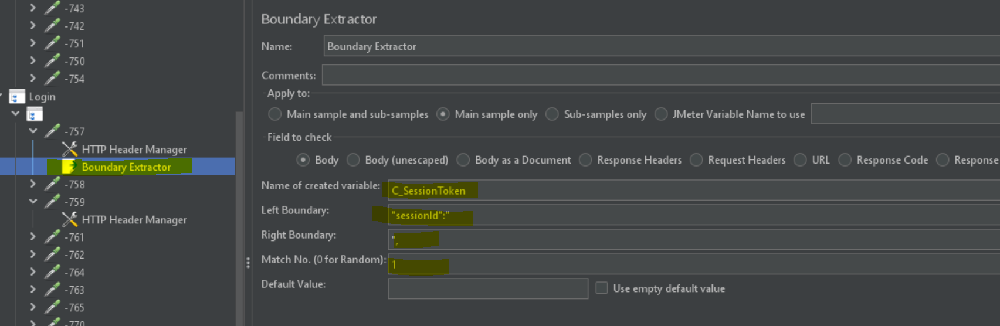 -743
-742
-751
-750
-754
Login
-757
HTTP Header Manager
Boundary Extractor
-758
-759
HTTP Header Manager
-761
-762
-764
-763
-765
-770
Boundary Extractor
Name: Boundary Extractor
Comments:
Apply to:
Main sample and sub-samples Main sample only Sub-samples only JMeter Variable Name to use
Field to check
Body Body (unescaped) Body as a Document Response Headers Request Headers URL Response Code Response
Name of created variable: C_SessionToken
Left Boundary: "sessionId":"
Right Boundary: ",
Match No. (0 for Random): 1
Default Value: Use empty default value